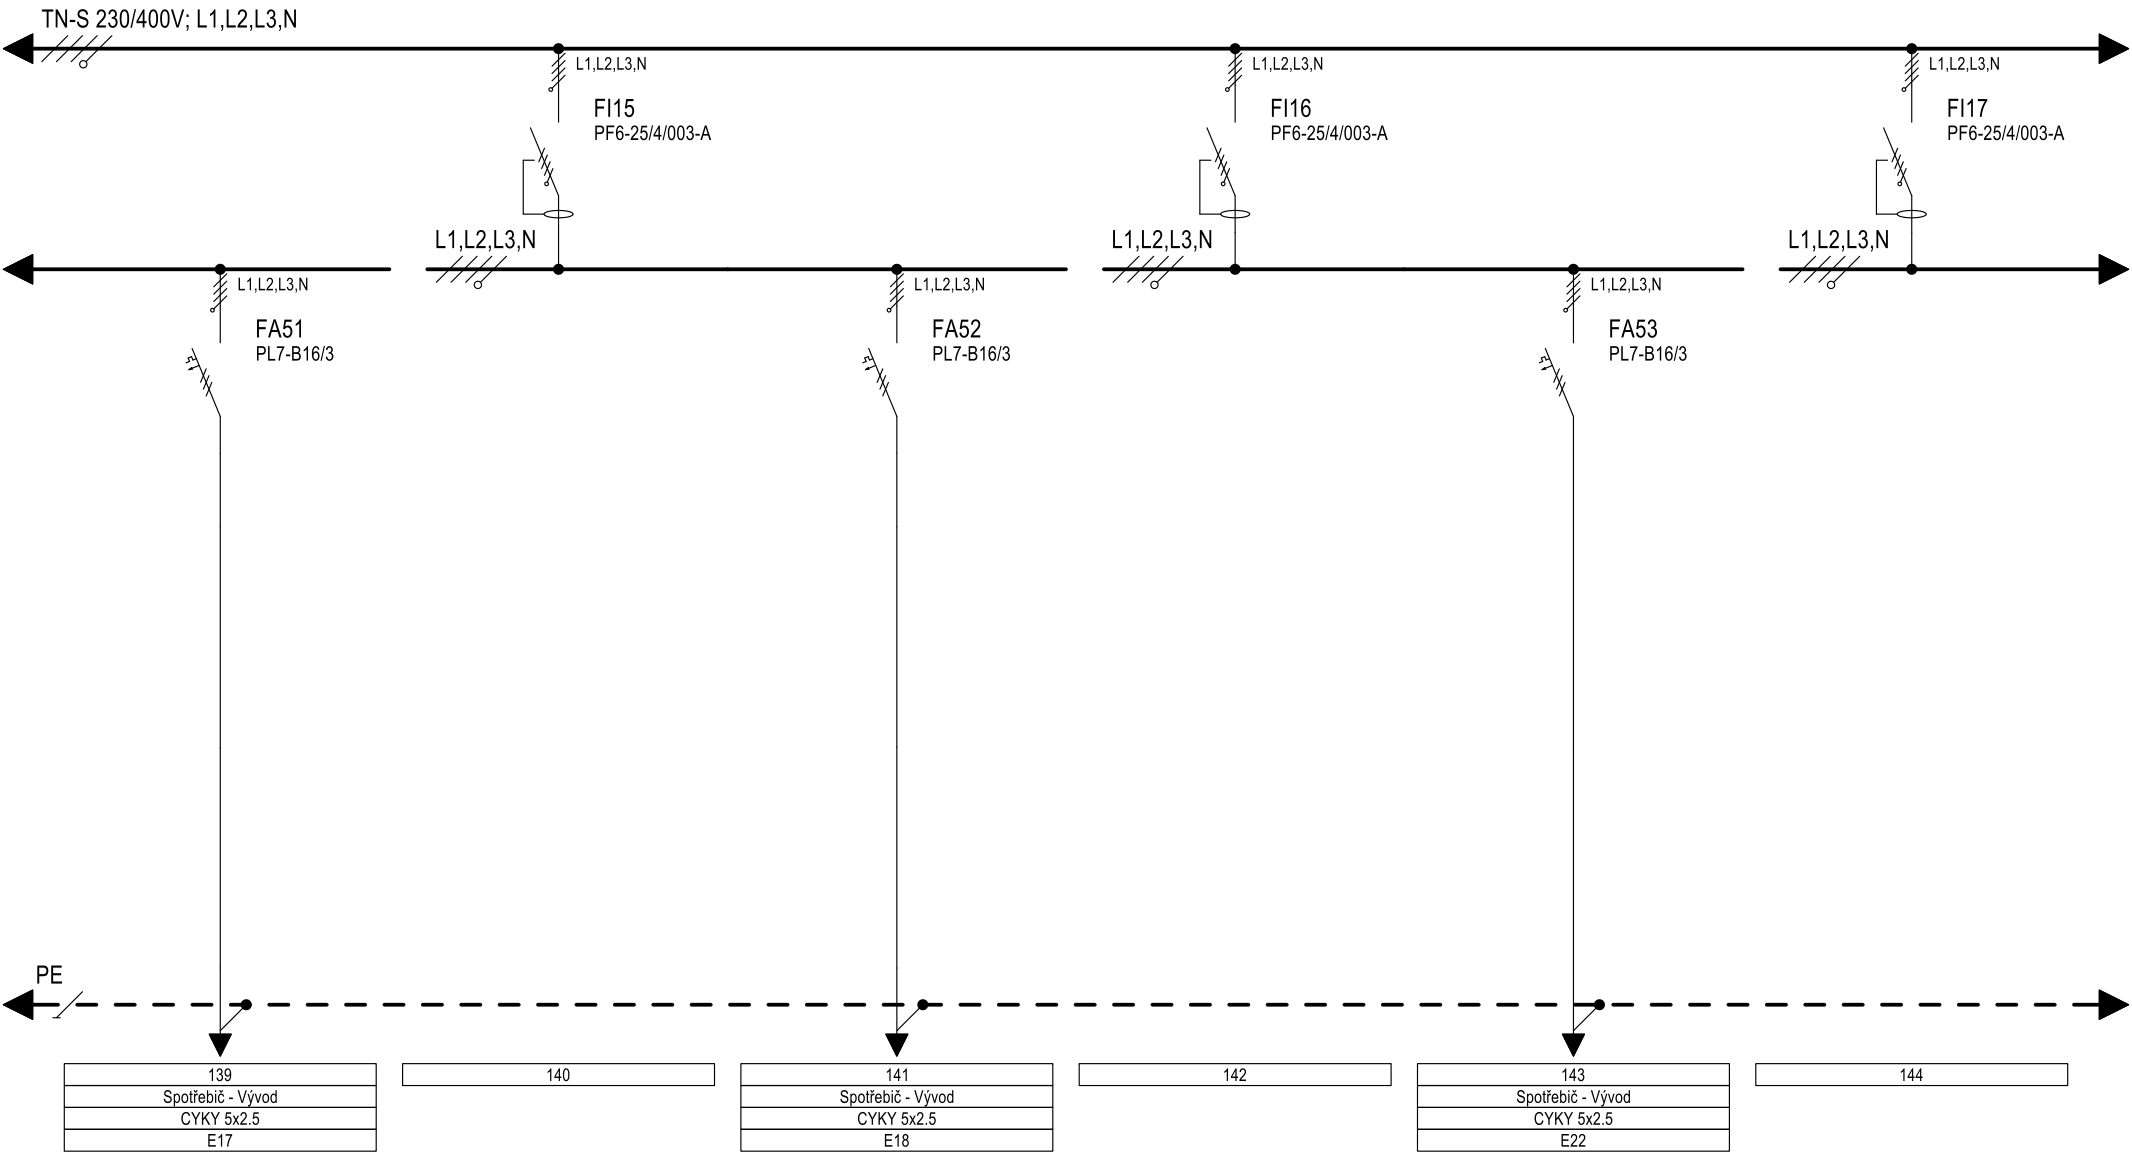 TN-S 230/400V; L1,L2,L3,N
L1,L2,L3,N
L1,L2,L3,N
L1,L2,L3,N
FI15
PF6-25/4/003-A
FI16
PF6-25/4/003-A
FI17
PF6-25/4/003-A
L1,L2,L3,N
L1,L2,L3,N
L1,L2,L3,N
L1,L2,L3,N
L1,L2,L3,N
L1,L2,L3,N
FA51
PL7-B16/3
FA52
PL7-B16/3
FA53
PL7-B16/3
PE
139
Spotřebič - Vývod
CYKY 5x2.5
E17
140
141
Spotřebič - Vývod
CYKY 5x2.5
E18
142
143
Spotřebič - Vývod
CYKY 5x2.5
E22
144